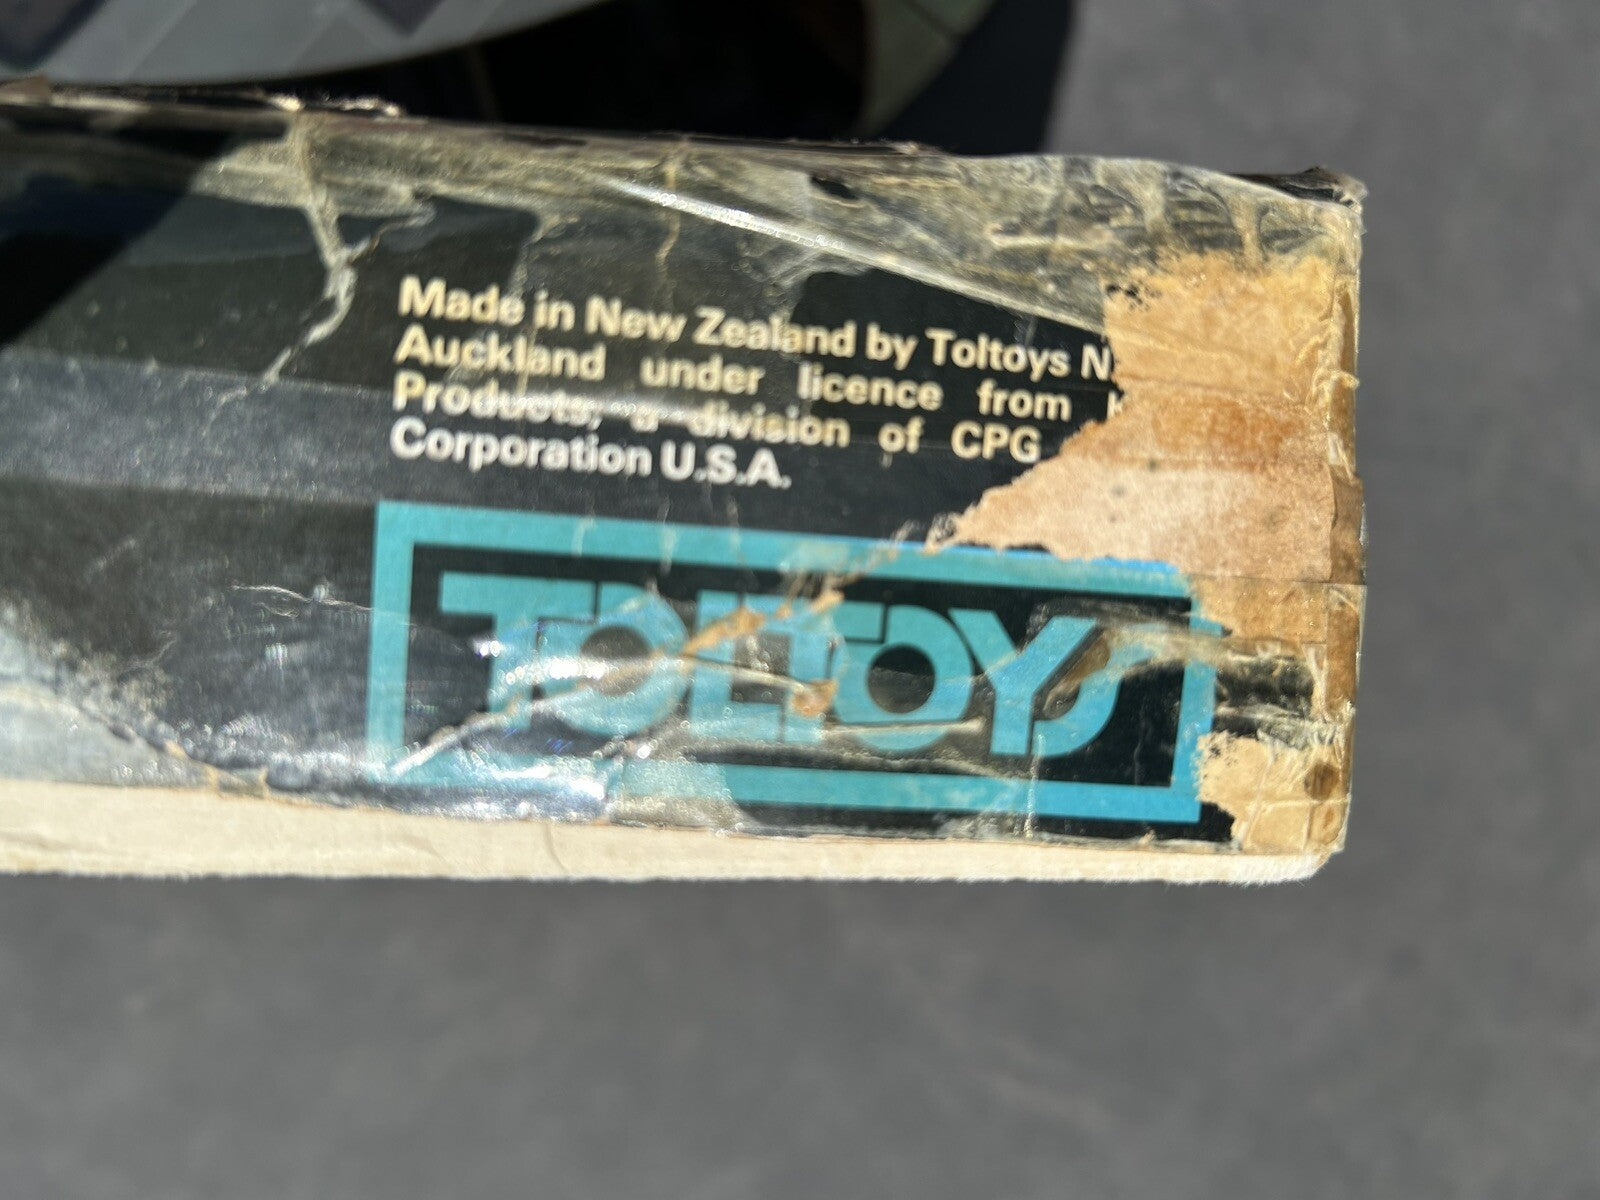 Made in New Zealand by Toltoys N.
Auckland under licence from
Products, a division of CPG
Corporation U.S.A.
TOLTOYS